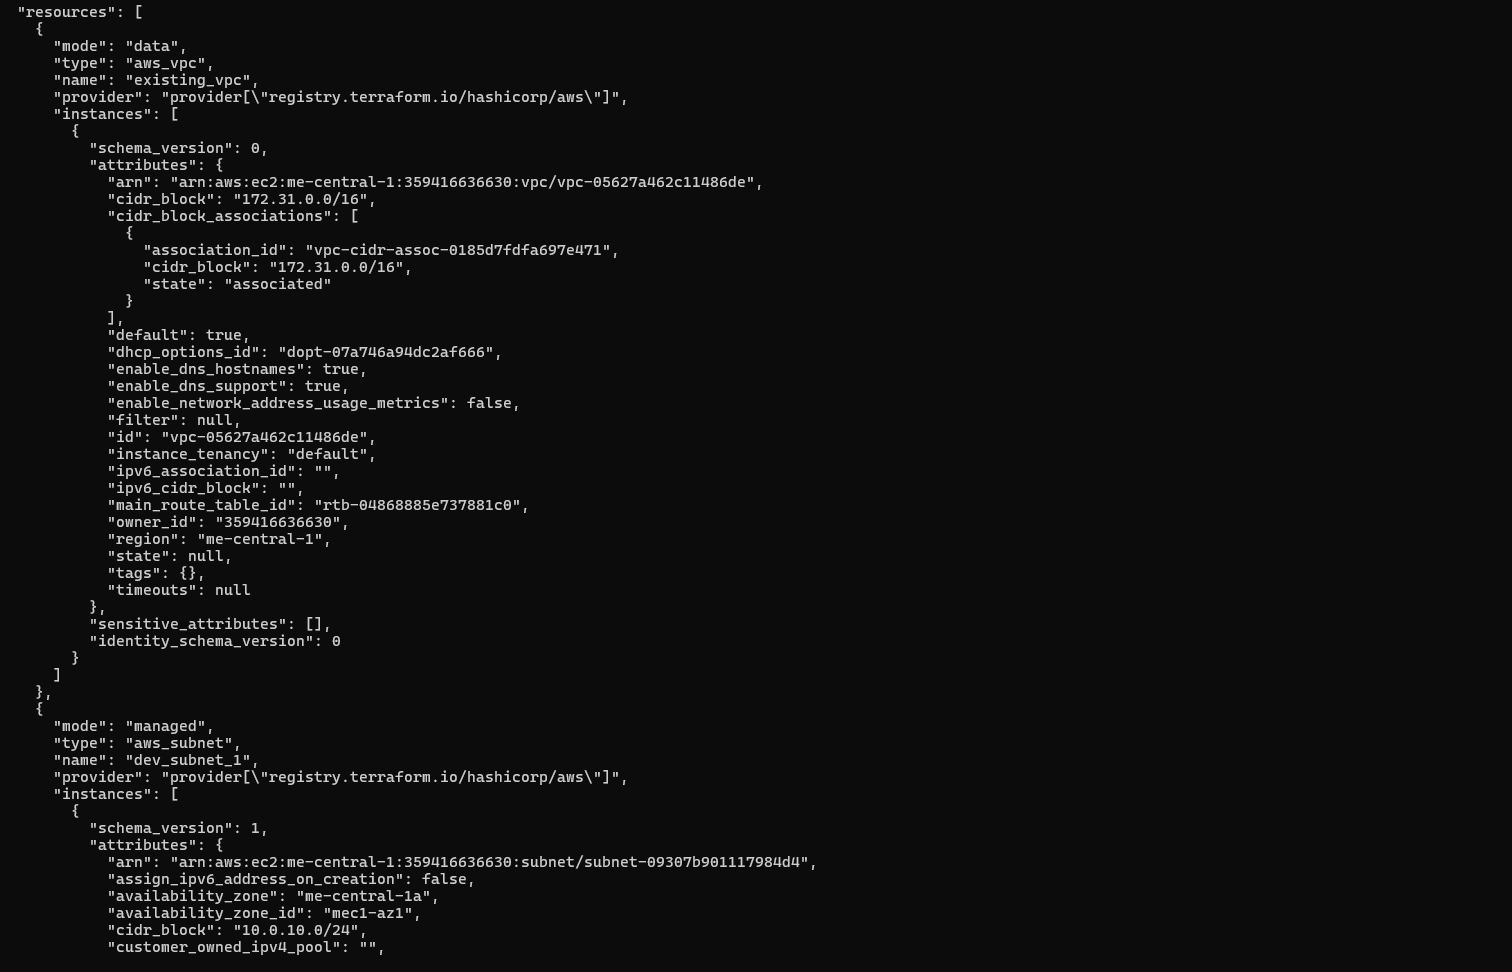 "resources": [
{
"mode": "data",
"type": "aws_vpc",
"name": "existing_vpc",
"provider": "provider[\"registry.terraform.io/hashicorp/aws\"]",
"instances": [
{
"schema_version": 0,
"attributes": {
"arn": "arn:aws:ec2:me-central-1:359416636630:vpc/vpc-05627a462c11486de",
"cidr_block": "172.31.0.0/16",
"cidr_block_associations": [
{
"association_id": "vpc-cidr-assoc-0185d7fdfa697e471",
"cidr_block": "172.31.0.0/16",
"state": "associated"
}
],
"default": true,
"dhcp_options_id": "dopt-07a746a94dc2af666",
"enable_dns_hostnames": true,
"enable_dns_support": true,
"enable_network_address_usage_metrics": false,
"filter": null,
"id": "vpc-05627a462c11486de",
"instance_tenancy": "default",
"ipv6_association_id": "",
"ipv6_cidr_block": "",
"main_route_table_id": "rtb-04868885e737881c0",
"owner_id": "359416636630",
"region": "me-central-1",
"state": null,
"tags": {},
"timeouts": null
},
"sensitive_attributes": [],
"identity_schema_version": 0
}
]
},
{
"mode": "managed",
"type": "aws_subnet",
"name": "dev_subnet_1",
"provider": "provider[\"registry.terraform.io/hashicorp/aws\"]",
"instances": [
{
"schema_version": 1,
"attributes": {
"arn": "arn:aws:ec2:me-central-1:359416636630:subnet/subnet-09307b901117984d4",
"assign_ipv6_address_on_creation": false,
"availability_zone": "me-central-1a",
"availability_zone_id": "mec1-az1",
"cidr_block": "10.0.10.0/24",
"customer_owned_ipv4_pool": "",